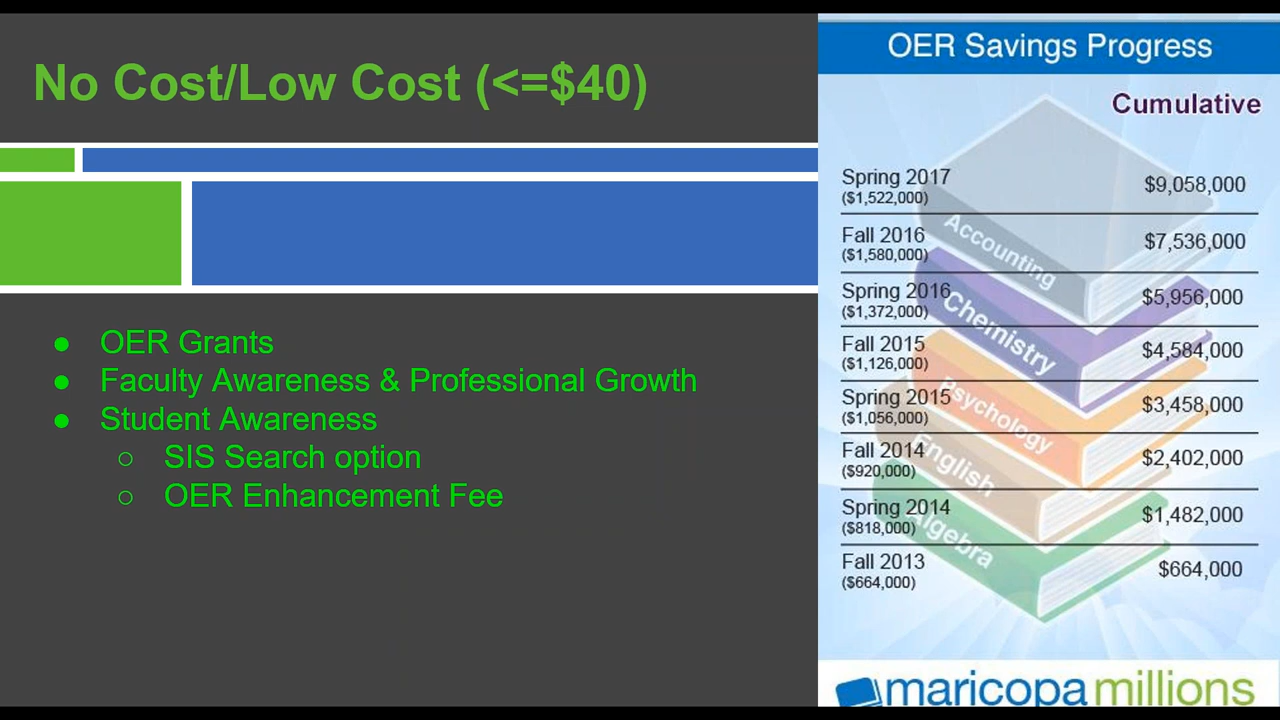 No Cost/Low Cost (<=$40)
● OER Grants
● Faculty Awareness & Professional Growth
● Student Awareness
○ SIS Search option
○ OER Enhancement Fee
OER Savings Progress
Cumulative
Spring 2017 $9,058,000
($1,522,000)
Fall 2016 $7,536,000
($1,580,000)
Spring 2016 $5,956,000
($1,372,000)
Fall 2015 $4,584,000
($1,126,000)
Spring 2015 $3,458,000
($1,056,000)
Fall 2014 $2,402,000
($920,000)
Spring 2014 $1,482,000
($818,000)
Fall 2013 $664,000
($664,000)
Accounting
Chemistry
Psychology
English
Algebra
maricopa millions